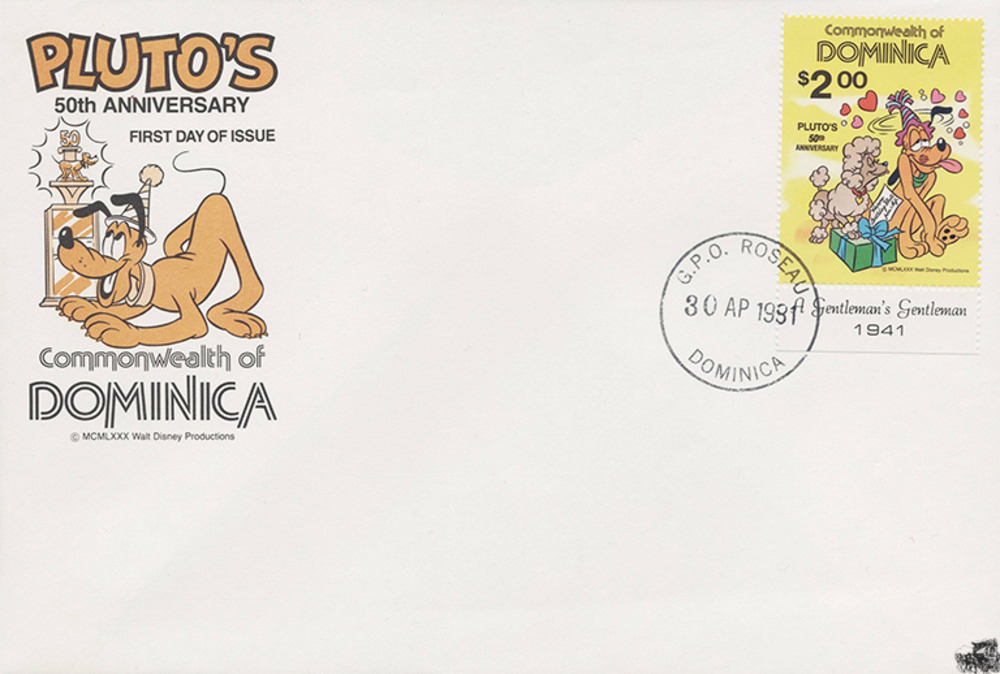 PLUTO'S
50th ANNIVERSARY
FIRST DAY OF ISSUE
50
Commonwealth of
DOMINICA
© MCMLXXX Walt Disney Productions
Commonwealth of
DOMINICA
$2.00
PLUTO'S
50th
ANNIVERSARY
© MCMLXXX Walt Disney Productions
A Gentleman's Gentleman
1941
G.P.O. ROSEAU
30 AP 1981
DOMINICA